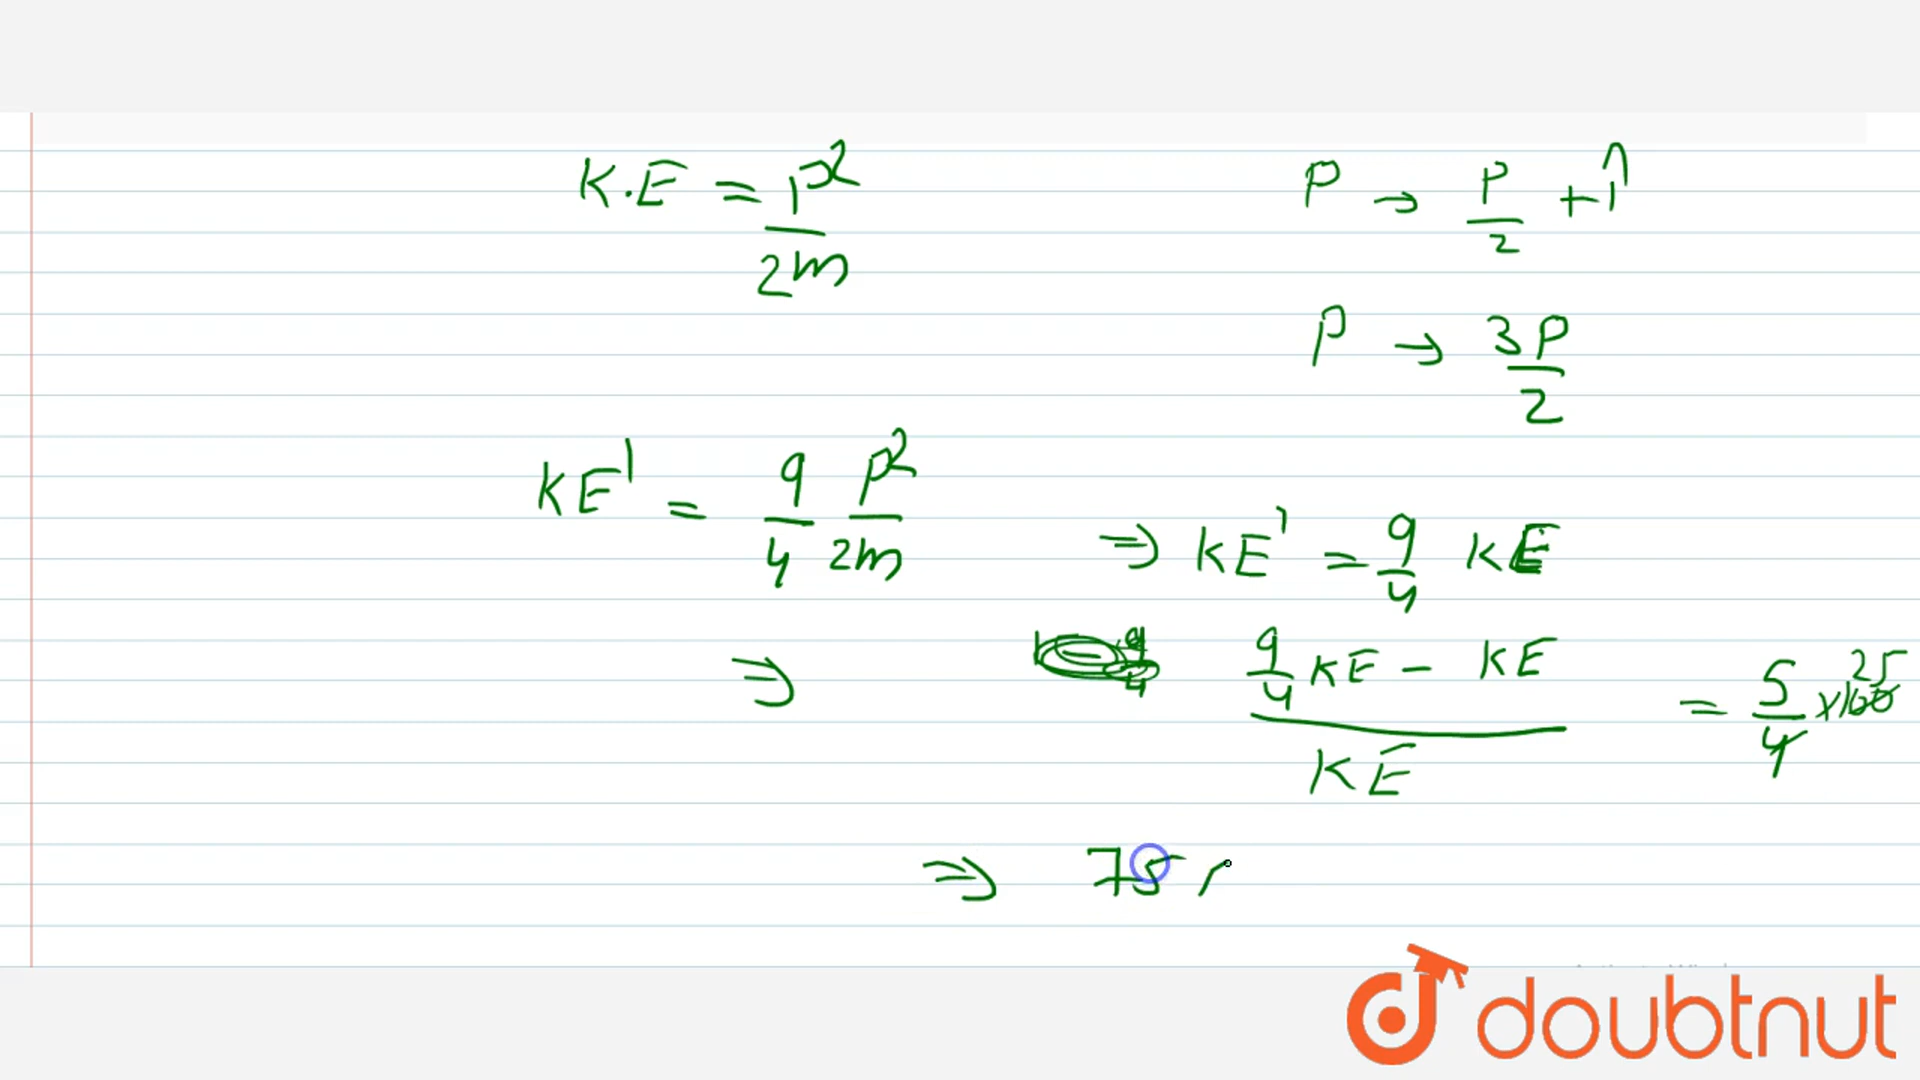 K.E = P²/2m
P → P/2 + P
P → 3P/2
KE' = 9/4 P²/2m ⇒ KE' = 9/4 KE
⇒ (9/4 KE - KE)/KE = 5/4 × 100 25
⇒ 75
doubtnut